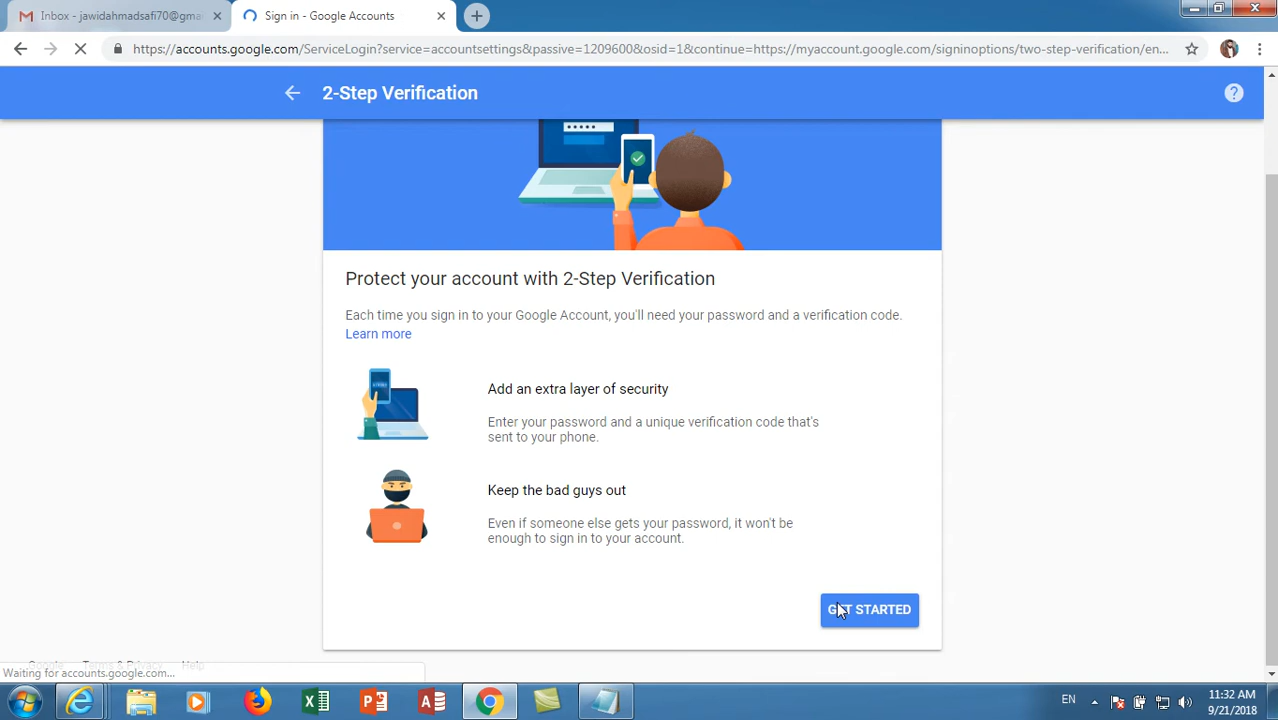 Inbox - jawidahmadsafi70@gma
Sign in - Google Accounts
https://accounts.google.com/ServiceLogin?service=accountsettings&passive=1209600&osid=1&continue=https://myaccount.google.com/signinoptions/two-step-verification/en...
2-Step Verification
Protect your account with 2-Step Verification
Each time you sign in to your Google Account, you'll need your password and a verification code.
Learn more
Add an extra layer of security
Enter your password and a unique verification code that's
sent to your phone.
Keep the bad guys out
Even if someone else gets your password, it won't be
enough to sign in to your account.
GET STARTED
Google Terms & Privacy Help
Waiting for accounts.google.com...
EN
11:32 AM
9/21/2018